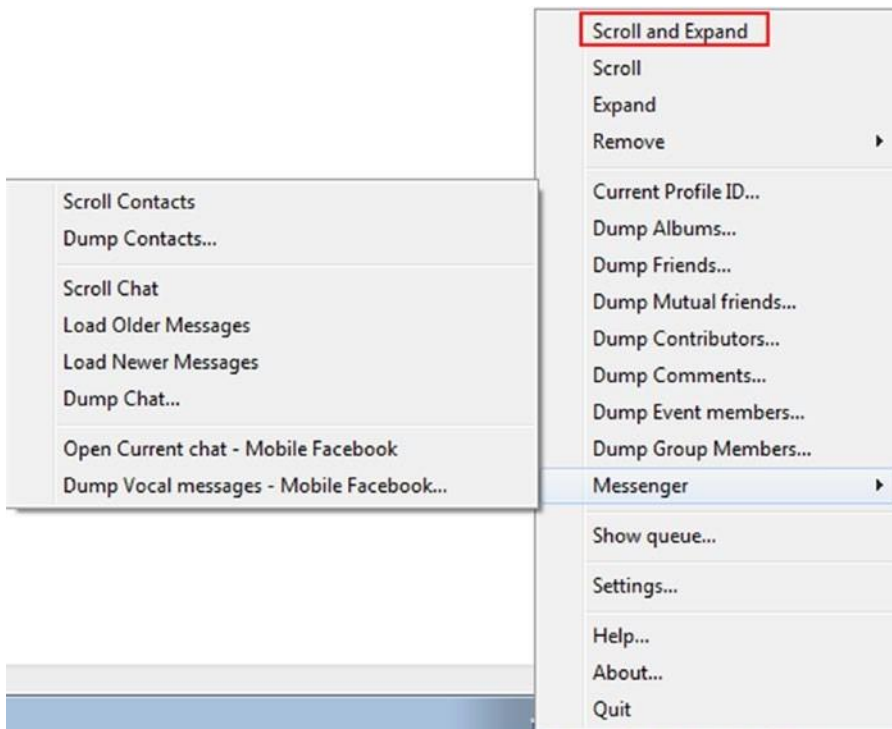 Scroll and Expand
Scroll
Expand
Remove
Current Profile ID...
Dump Albums...
Dump Friends...
Dump Mutual friends...
Dump Contributors...
Dump Comments...
Dump Event members...
Dump Group Members...
Messenger
Show queue...
Settings...
Help...
About...
Quit
Scroll Contacts
Dump Contacts...
Scroll Chat
Load Older Messages
Load Newer Messages
Dump Chat...
Open Current chat - Mobile Facebook
Dump Vocal messages - Mobile Facebook...